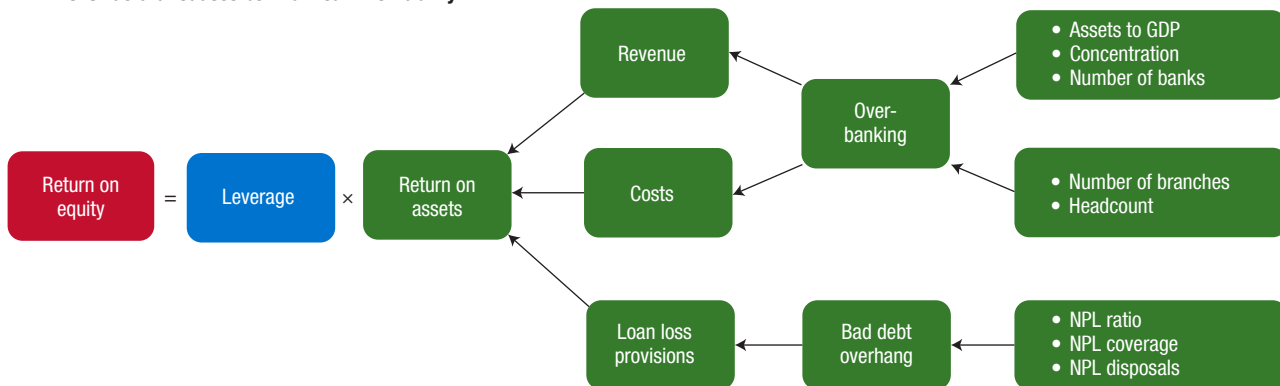 Revenue
• Assets to GDP
• Concentration
• Number of banks
Over-
banking
Return on
equity
=
Leverage
×
Return on
assets
Costs
• Number of branches
• Headcount
Loan loss
provisions
Bad debt
overhang
• NPL ratio
• NPL coverage
• NPL disposals